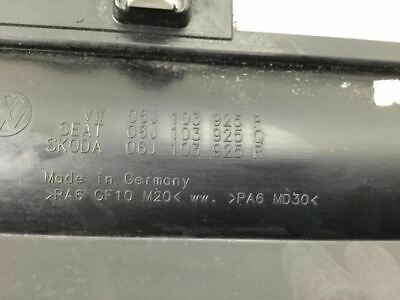 VW 06J 103 925
SEAT 06J 103 925
SKODA 06J 103 925
Made in Germany
>PA6 GF10 M20< ww. >PA6 MD30<